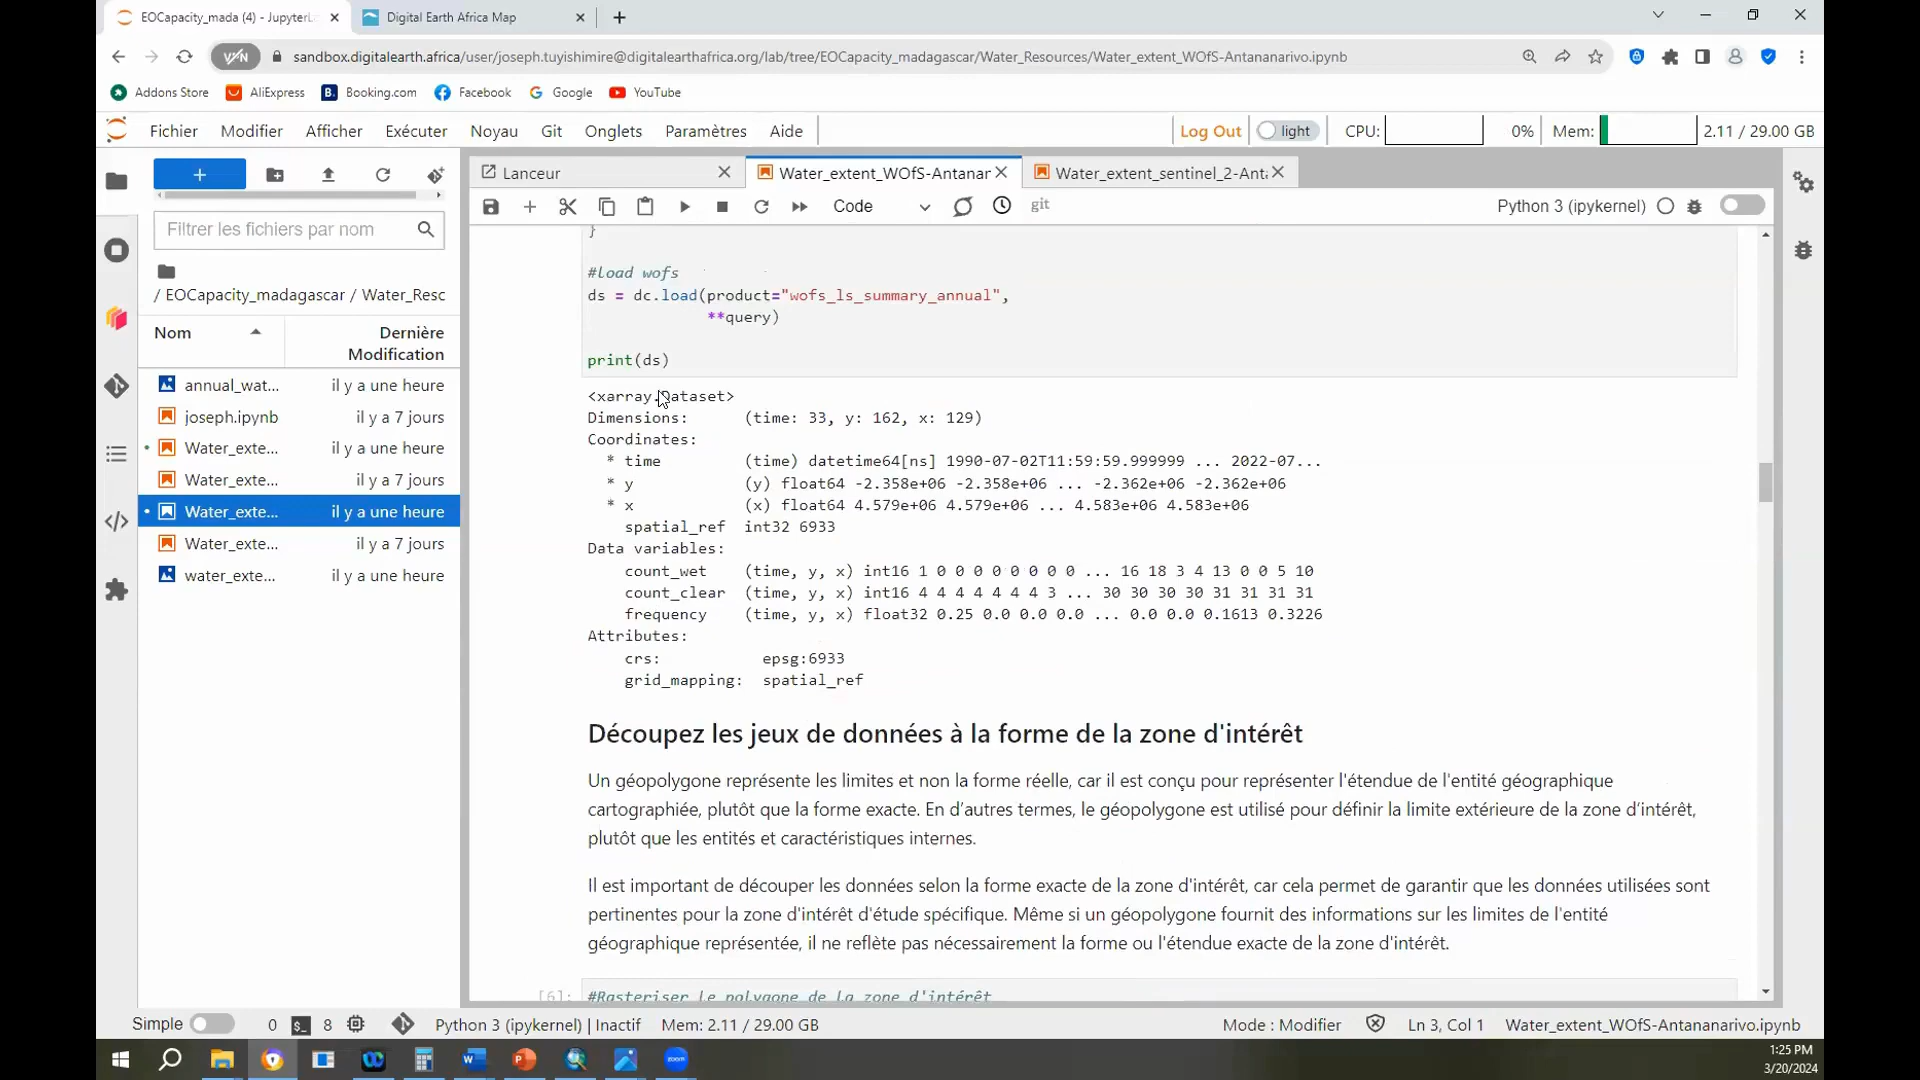 EOCapacity_mada (4) - JupyterL
Digital Earth Africa Map
V/N
sandbox.digitalearth.africa/user/joseph.tuyishimire@digitalearthafrica.org/lab/tree/EOCapacity_madagascar/Water_Resources/Water_extent_WOfS-Antananarivo.ipynb
Addons Store
AliExpress
Booking.com
Facebook
Google
YouTube
Fichier
Modifier
Afficher
Exécuter
Noyau
Git
Onglets
Paramètres
Aide
Log Out
light
CPU:
0%
Mem:
2.11 / 29.00 GB
Lanceur
Water_extent_WOfS-Antanar
Water_extent_sentinel_2-Ant
Code
git
Python 3 (ipykernel)
Filtrer les fichiers par nom
/ EOCapacity_madagascar / Water_Resc
Nom
Dernière
Modification
annual_wat... il y a une heure
joseph.ipynb il y a 7 jours
Water_exte... il y a une heure
Water_exte... il y a 7 jours
Water_exte... il y a une heure
Water_exte... il y a 7 jours
water_exte... il y a une heure
}
#load wofs
ds = dc.load(product="wofs_ls_summary_annual",
**query)
print(ds)
<xarray.Dataset>
Dimensions: (time: 33, y: 162, x: 129)
Coordinates:
* time (time) datetime64[ns] 1990-07-02T11:59:59.999999 ... 2022-07...
* y (y) float64 -2.358e+06 -2.358e+06 ... -2.362e+06 -2.362e+06
* x (x) float64 4.579e+06 4.579e+06 ... 4.583e+06 4.583e+06
spatial_ref int32 6933
Data variables:
count_wet (time, y, x) int16 1 0 0 0 0 0 0 0 0 ... 16 18 3 4 13 0 0 5 10
count_clear (time, y, x) int16 4 4 4 4 4 4 4 3 ... 30 30 30 30 31 31 31 31
frequency (time, y, x) float32 0.25 0.0 0.0 0.0 ... 0.0 0.0 0.1613 0.3226
Attributes:
crs: epsg:6933
grid_mapping: spatial_ref
Découpez les jeux de données à la forme de la zone d'intérêt
Un géopolygone représente les limites et non la forme réelle, car il est conçu pour représenter l'étendue de l'entité géographique
cartographiée, plutôt que la forme exacte. En d'autres termes, le géopolygone est utilisé pour définir la limite extérieure de la zone d'intérêt,
plutôt que les entités et caractéristiques internes.
Il est important de découper les données selon la forme exacte de la zone d'intérêt, car cela permet de garantir que les données utilisées sont
pertinentes pour la zone d'intérêt d'étude spécifique. Même si un géopolygone fournit des informations sur les limites de l'entité
géographique représentée, il ne reflète pas nécessairement la forme ou l'étendue exacte de la zone d'intérêt.
[6]: #Rasteriser le polygone de la zone d'intérêt
Simple
0
8
Python 3 (ipykernel) | Inactif
Mem: 2.11 / 29.00 GB
Mode : Modifier
Ln 3, Col 1
Water_extent_WOfS-Antananarivo.ipynb
zoom
1:25 PM
3/20/2024